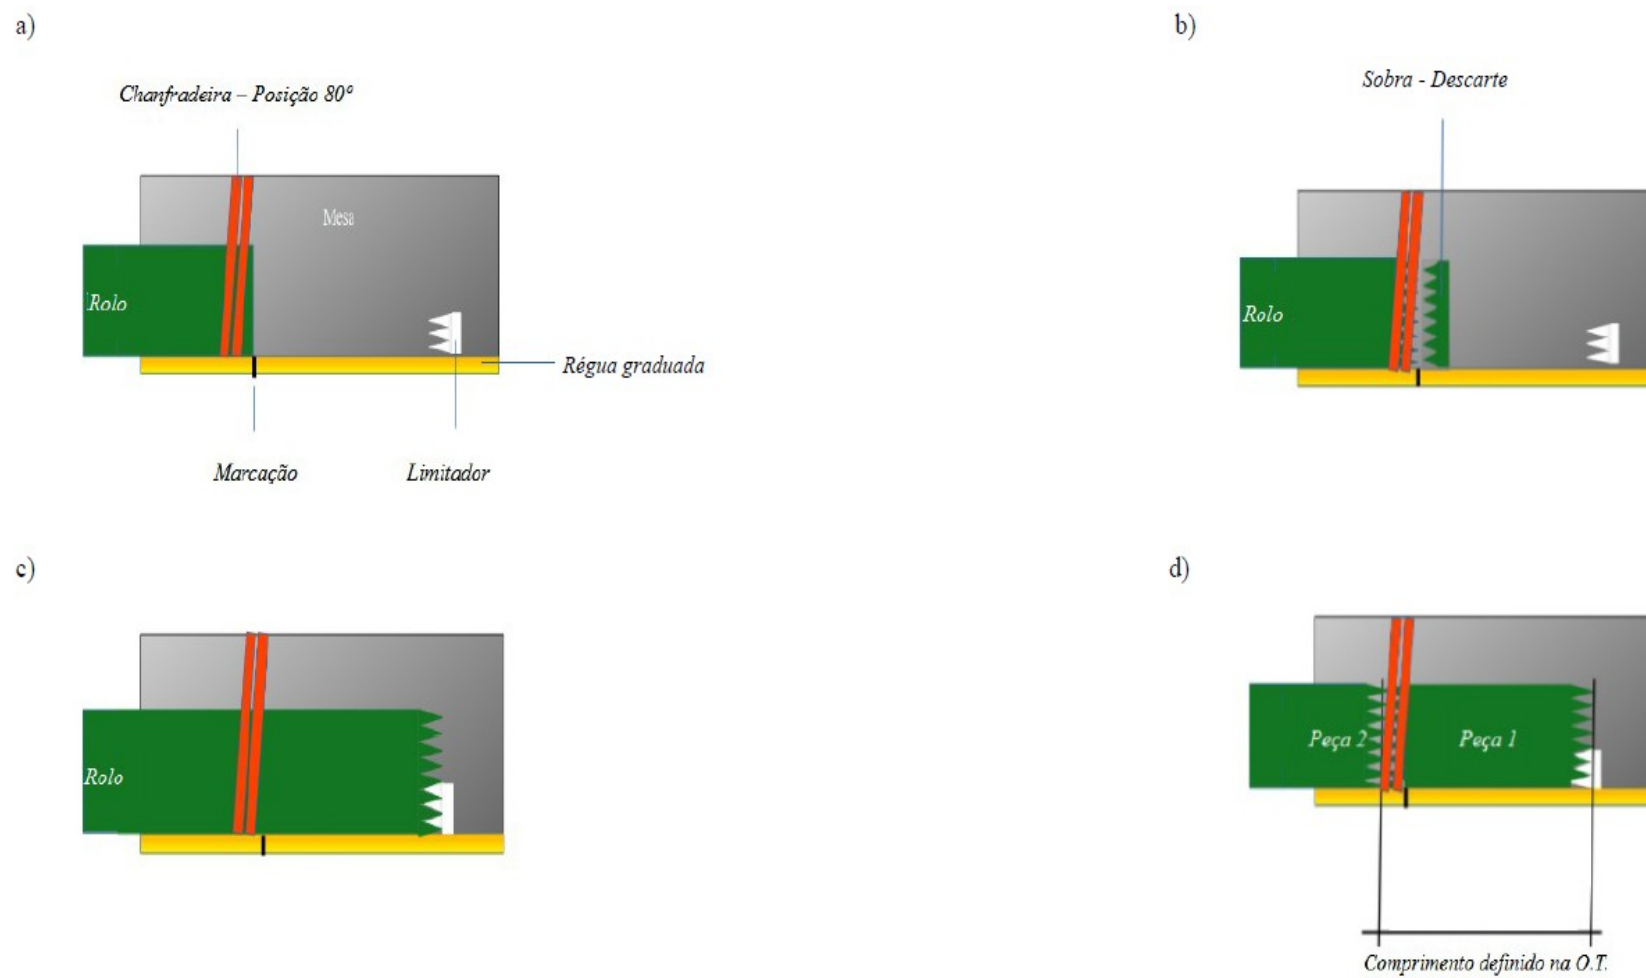 a)
b)
Chanfradeira – Posição 80º
Sobra - Descarte
Mesa
Rolo
Rolo
Régua graduada
Marcação
Limitador
c)
d)
Rolo
Peça 2
Peça 1
Comprimento definido na O.T.